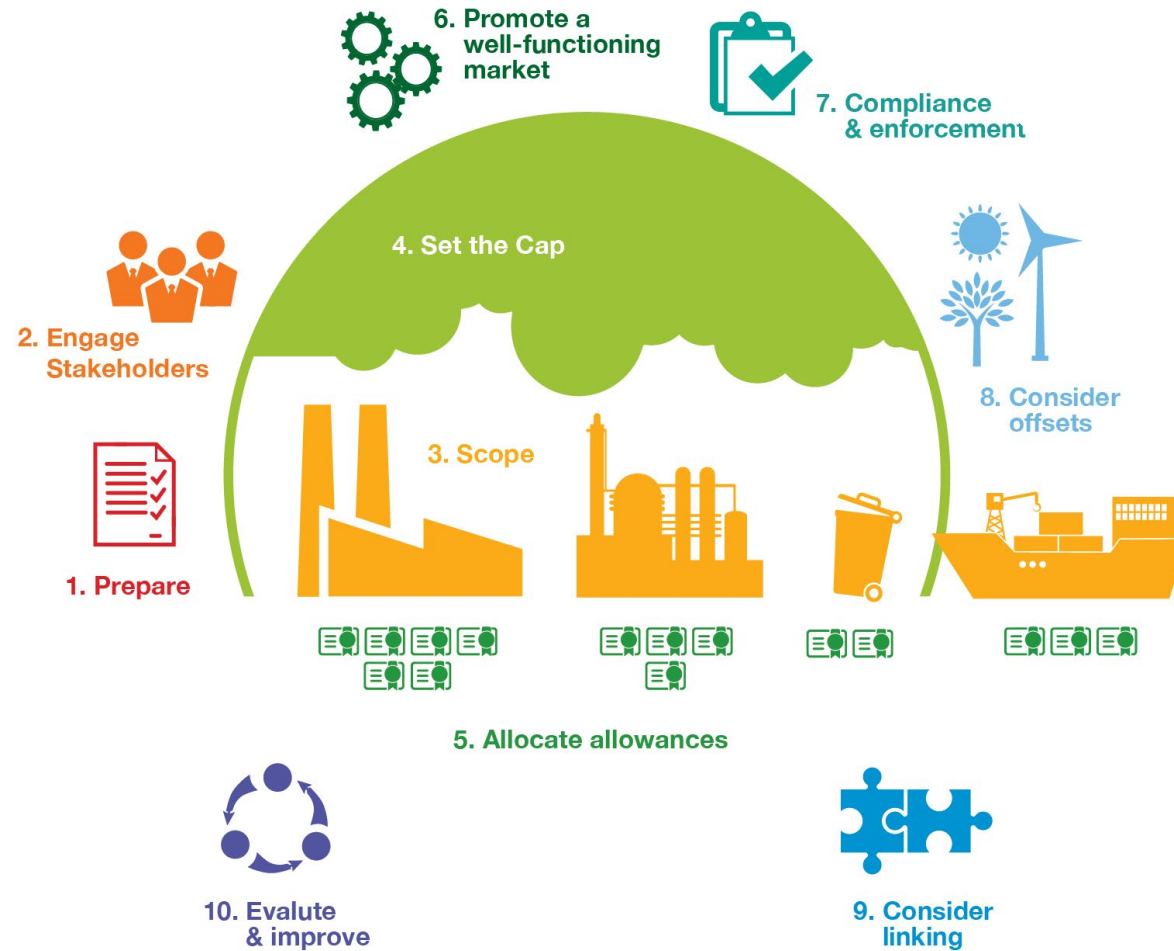 6. Promote a
well-functioning
market
7. Compliance
& enforcement
4. Set the Cap
2. Engage
Stakeholders
8. Consider
offsets
3. Scope
1. Prepare
5. Allocate allowances
10. Evalute
& improve
9. Consider
linking